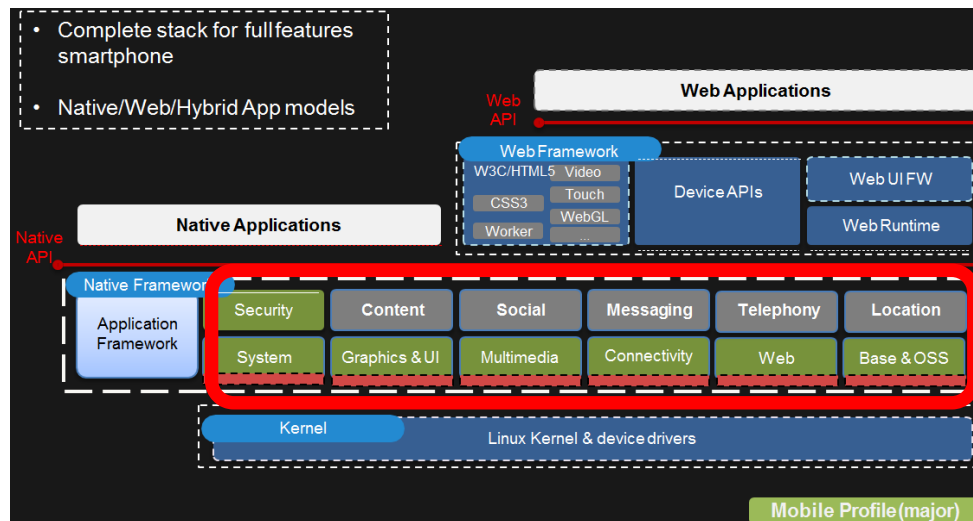 • Complete stack for full features
smartphone
• Native/Web/Hybrid App models
Web Applications
Web
API
Web Framework
W3C/HTML5
Video
Touch
CSS3
WebGL
Worker
...
Device APIs
Web UI FW
Web Runtime
Native Applications
Native
API
Native Framework
Application
Framework
Security
Content
Social
Messaging
Telephony
Location
System
Graphics & UI
Multimedia
Connectivity
Web
Base & OSS
Kernel
Linux Kernel & device drivers
Mobile Profile (major)